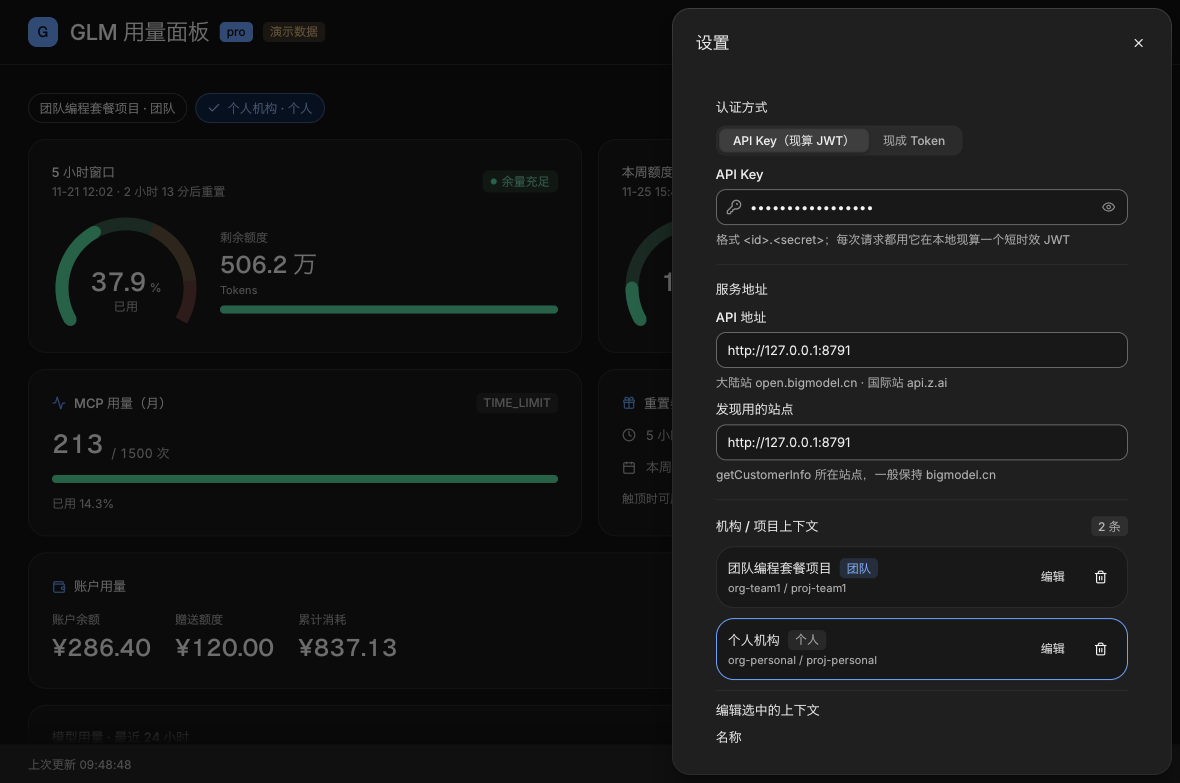 G GLM 用量面板 pro 演示数据
团队编程套餐项目 · 团队
个人机构 · 个人
5 小时窗口
11-21 12:02 · 2 小时 13 分后重置
余量充足
37.9 %
已用
剩余额度
506.2 万
Tokens
本周额度
11-25 15:
1
MCP 用量（月）
TIME_LIMIT
213 / 1500 次
已用 14.3%
重置
5 小
本周
触顶时可
账户用量
账户余额
¥286.40
赠送额度
¥120.00
累计消耗
¥837.13
模型用量 · 最近 24 小时
上次更新 09:48:48
设置
认证方式
API Key（现算 JWT）
现成 Token
API Key
•••••••••••••••••
格式 <id>.<secret>；每次请求都用它在本地现算一个短时效 JWT
服务地址
API 地址
http://127.0.0.1:8791
大陆站 open.bigmodel.cn · 国际站 api.z.ai
发现用的站点
http://127.0.0.1:8791
getCustomerInfo 所在站点，一般保持 bigmodel.cn
机构 / 项目上下文
2 条
团队编程套餐项目 团队
org-team1 / proj-team1
编辑
个人机构 个人
org-personal / proj-personal
编辑
编辑选中的上下文
名称